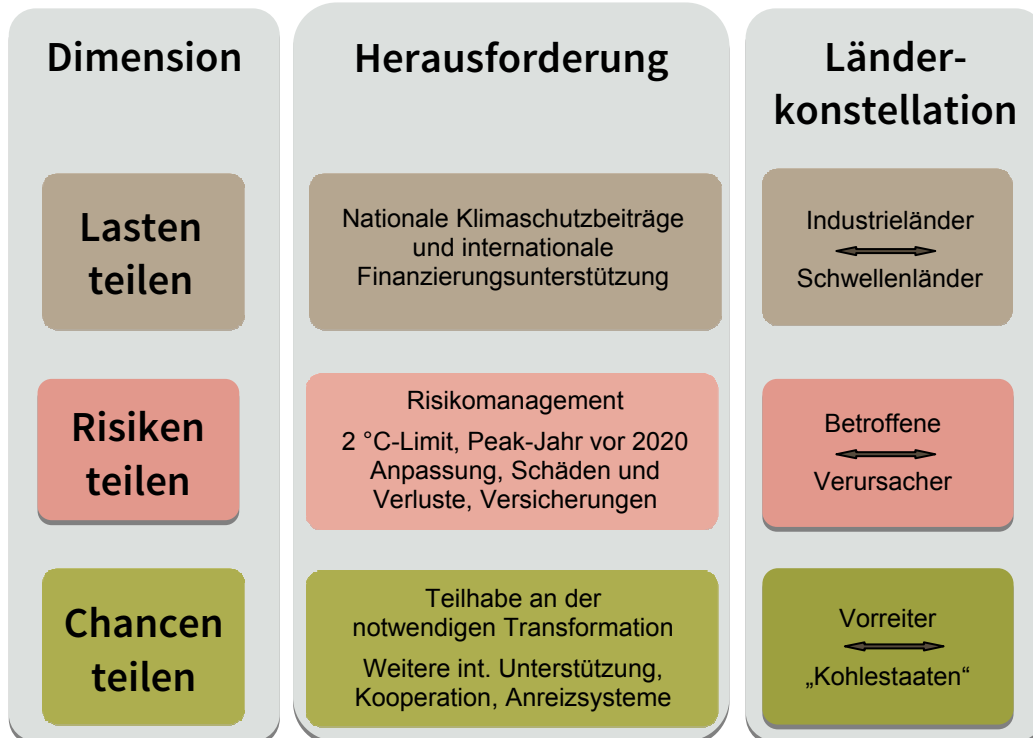 Dimension
Herausforderung
Länder-
konstellation
Lasten
teilen
Nationale Klimaschutzbeiträge
und internationale
Finanzierungsunterstützung
Industrieländer
Schwellenländer
Risiken
teilen
Risikomanagement
2 °C-Limit, Peak-Jahr vor 2020
Anpassung, Schäden und
Verluste, Versicherungen
Betroffene
Verursacher
Chancen
teilen
Teilhabe an der
notwendigen Transformation
Weitere int. Unterstützung,
Kooperation, Anreizsysteme
Vorreiter
„Kohlestaaten“